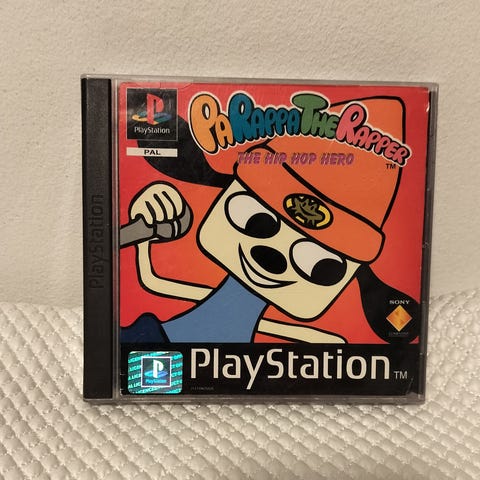 PlayStation
PAL
PaRappa The Rapper
TM
THE HIP HOP HERO
PlayStation
SONY
PlayStation TM
PlayStation